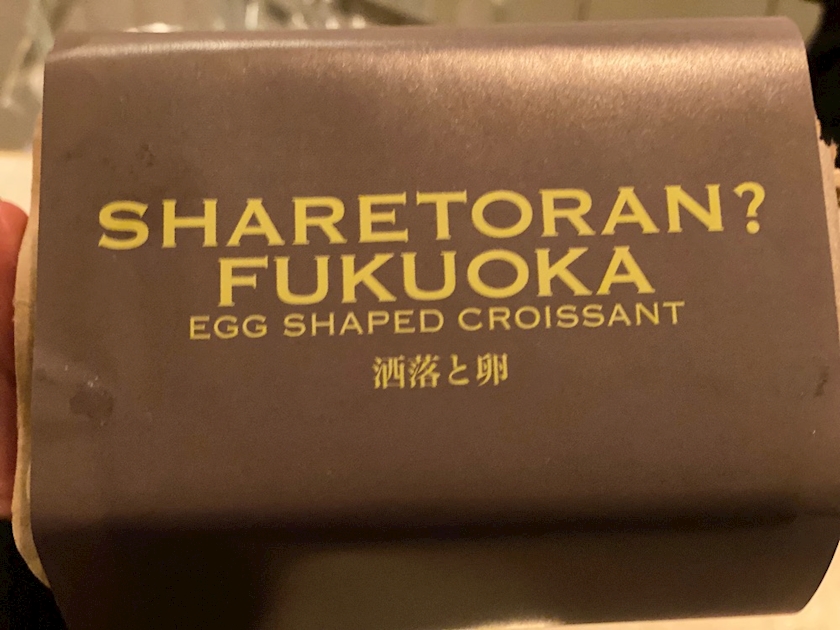 SHARETORAN?
FUKUOKA
EGG SHAPED CROISSANT
洒落と卵